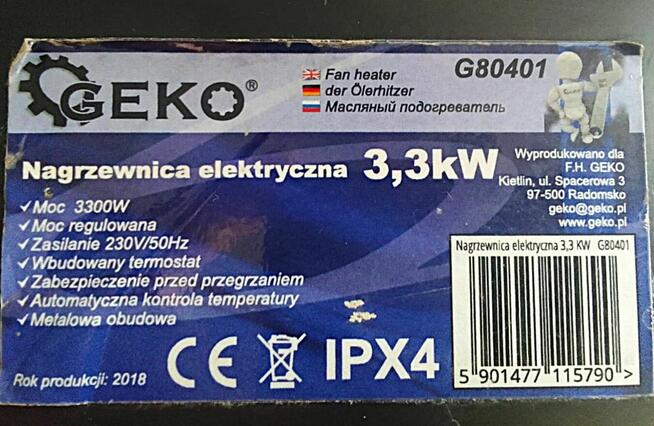 GEKO®
Fan heater
der Ölerhitzer
Масляный подогреватель
G80401
Nagrzewnica elektryczna 3,3kW
Wyprodukowano dla
F.H. GEKO
Kietlin, ul. Spacerowa 3
97-500 Radomsko
geko@geko.pl
www.geko.pl
✓Moc 3300W
✓Moc regulowana
✓Zasilanie 230V/50Hz
✓Wbudowany termostat
✓Zabezpieczenie przed przegrzaniem
✓Automatyczna kontrola temperatury
✓Metalowa obudowa
Rok produkcji: 2018
CE IPX4
Nagrzewnica elektryczna 3,3 KW G80401
5 901477 115790 >